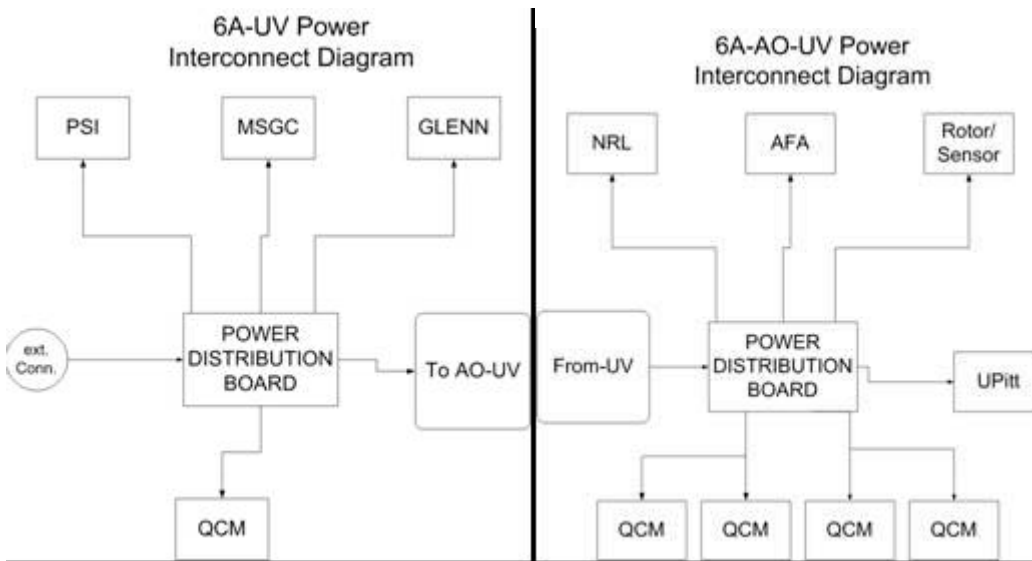 6A-UV Power
Interconnect Diagram
PSI
MSGC
GLENN
ext.
Conn.
POWER
DISTRIBUTION
BOARD
To AO-UV
QCM
6A-AO-UV Power
Interconnect Diagram
NRL
AFA
Rotor/
Sensor
From-UV
POWER
DISTRIBUTION
BOARD
UPitt
QCM
QCM
QCM
QCM